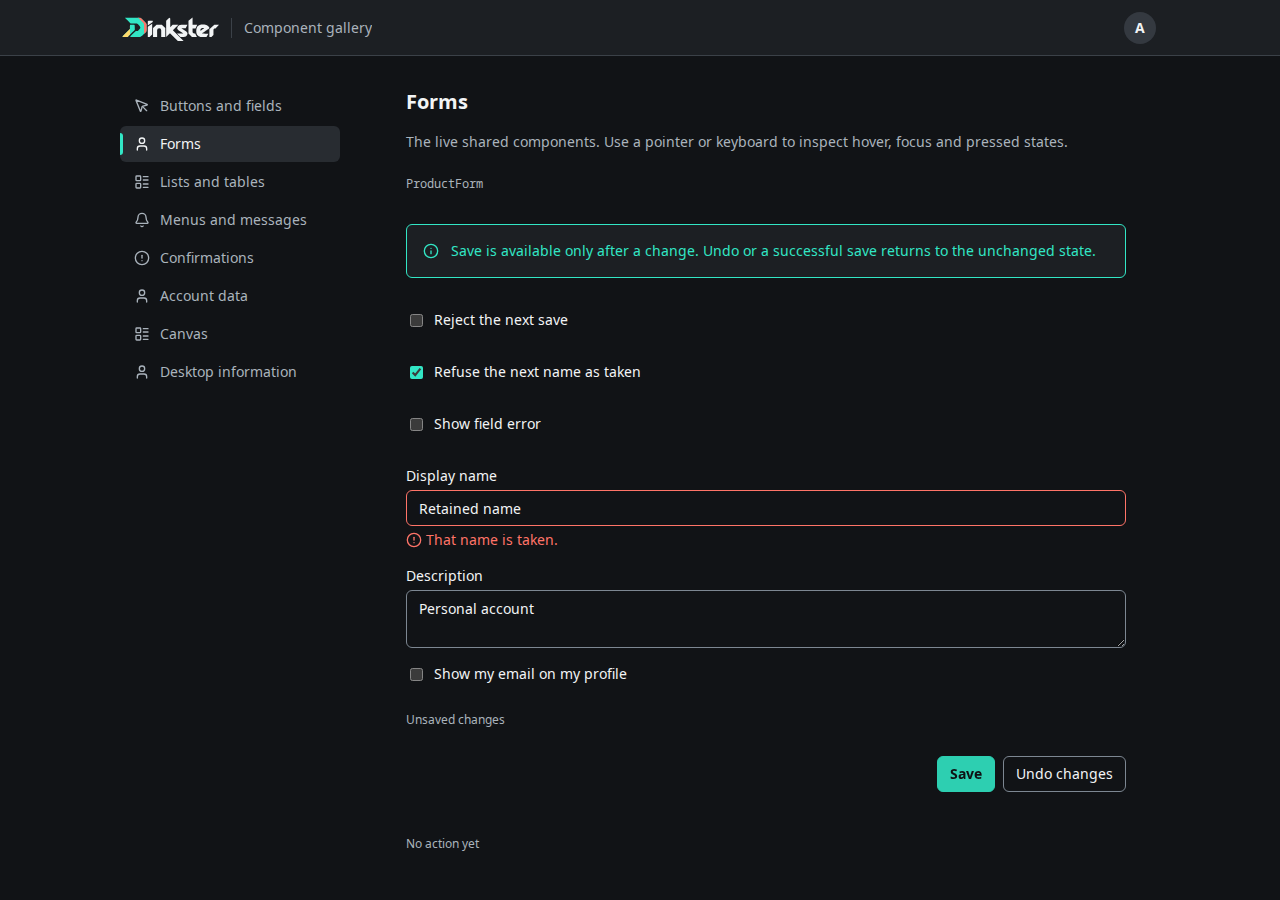 Dinkster
Component gallery
A
Buttons and fields
Forms
Lists and tables
Menus and messages
Confirmations
Account data
Canvas
Desktop information
Forms
The live shared components. Use a pointer or keyboard to inspect hover, focus and pressed states.
ProductForm
Save is available only after a change. Undo or a successful save returns to the unchanged state.
Reject the next save
Refuse the next name as taken
Show field error
Display name
Retained name
That name is taken.
Description
Personal account
Show my email on my profile
Unsaved changes
Save
Undo changes
No action yet